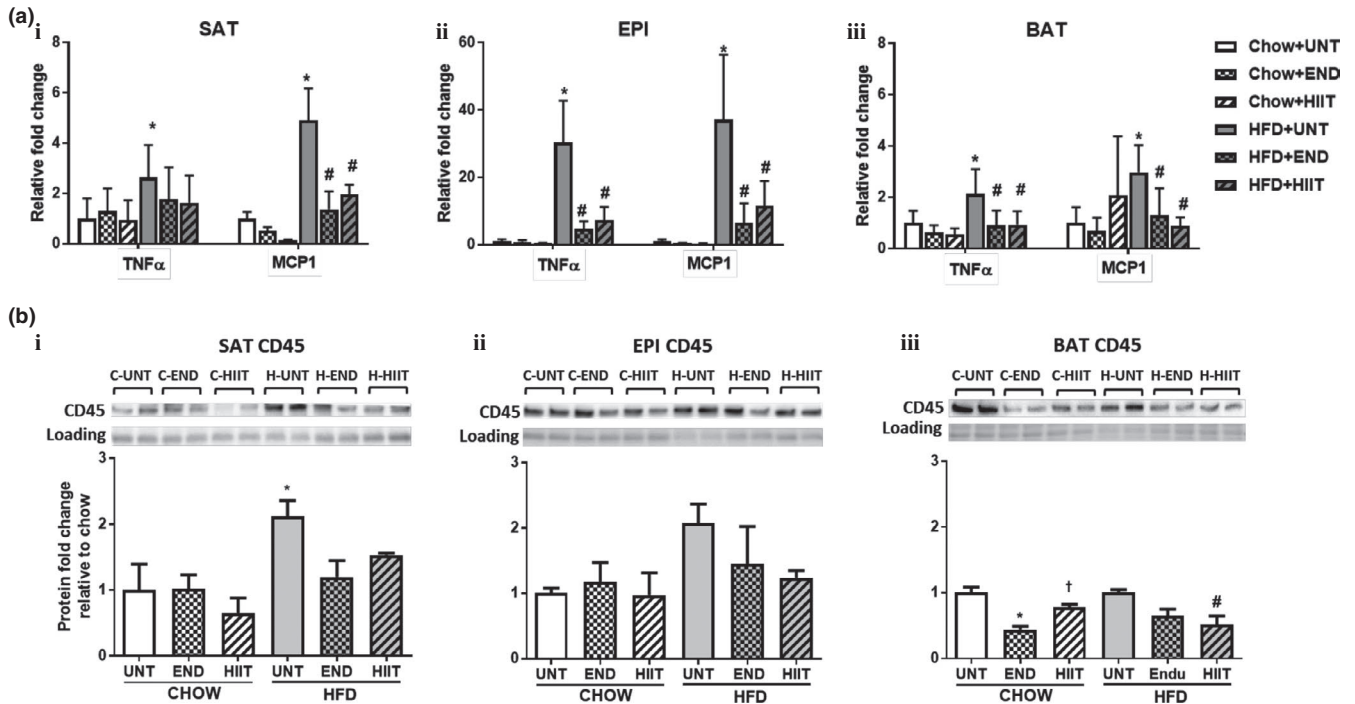 (a)
i
SAT
Relative fold change
8
6
4
2
0
*
*
#
#
TNFα
MCP1
ii
EPI
Relative fold change
60
40
20
0
*
#
#
*
#
#
TNFα
MCP1
iii
BAT
Relative fold change
8
6
4
2
0
*
#
#
*
#
#
TNFα
MCP1
Chow+UNT
Chow+END
Chow+HIIT
HFD+UNT
HFD+END
HFD+HIIT
(b)
i
SAT CD45
C-UNT C-END C-HIIT H-UNT H-END H-HIIT
CD45
Loading
Protein fold change
relative to chow
3
2
1
0
*
UNT END HIIT UNT END HIIT
CHOW HFD
ii
EPI CD45
C-UNT C-END C-HIIT H-UNT H-END H-HIIT
CD45
Loading
3
2
1
0
UNT END HIIT UNT END HIIT
CHOW HFD
iii
BAT CD45
C-UNT C-END C-HIIT H-UNT H-END H-HIIT
CD45
Loading
3
2
1
0
*
†
#
UNT END HIIT UNT Endu HIIT
CHOW HFD